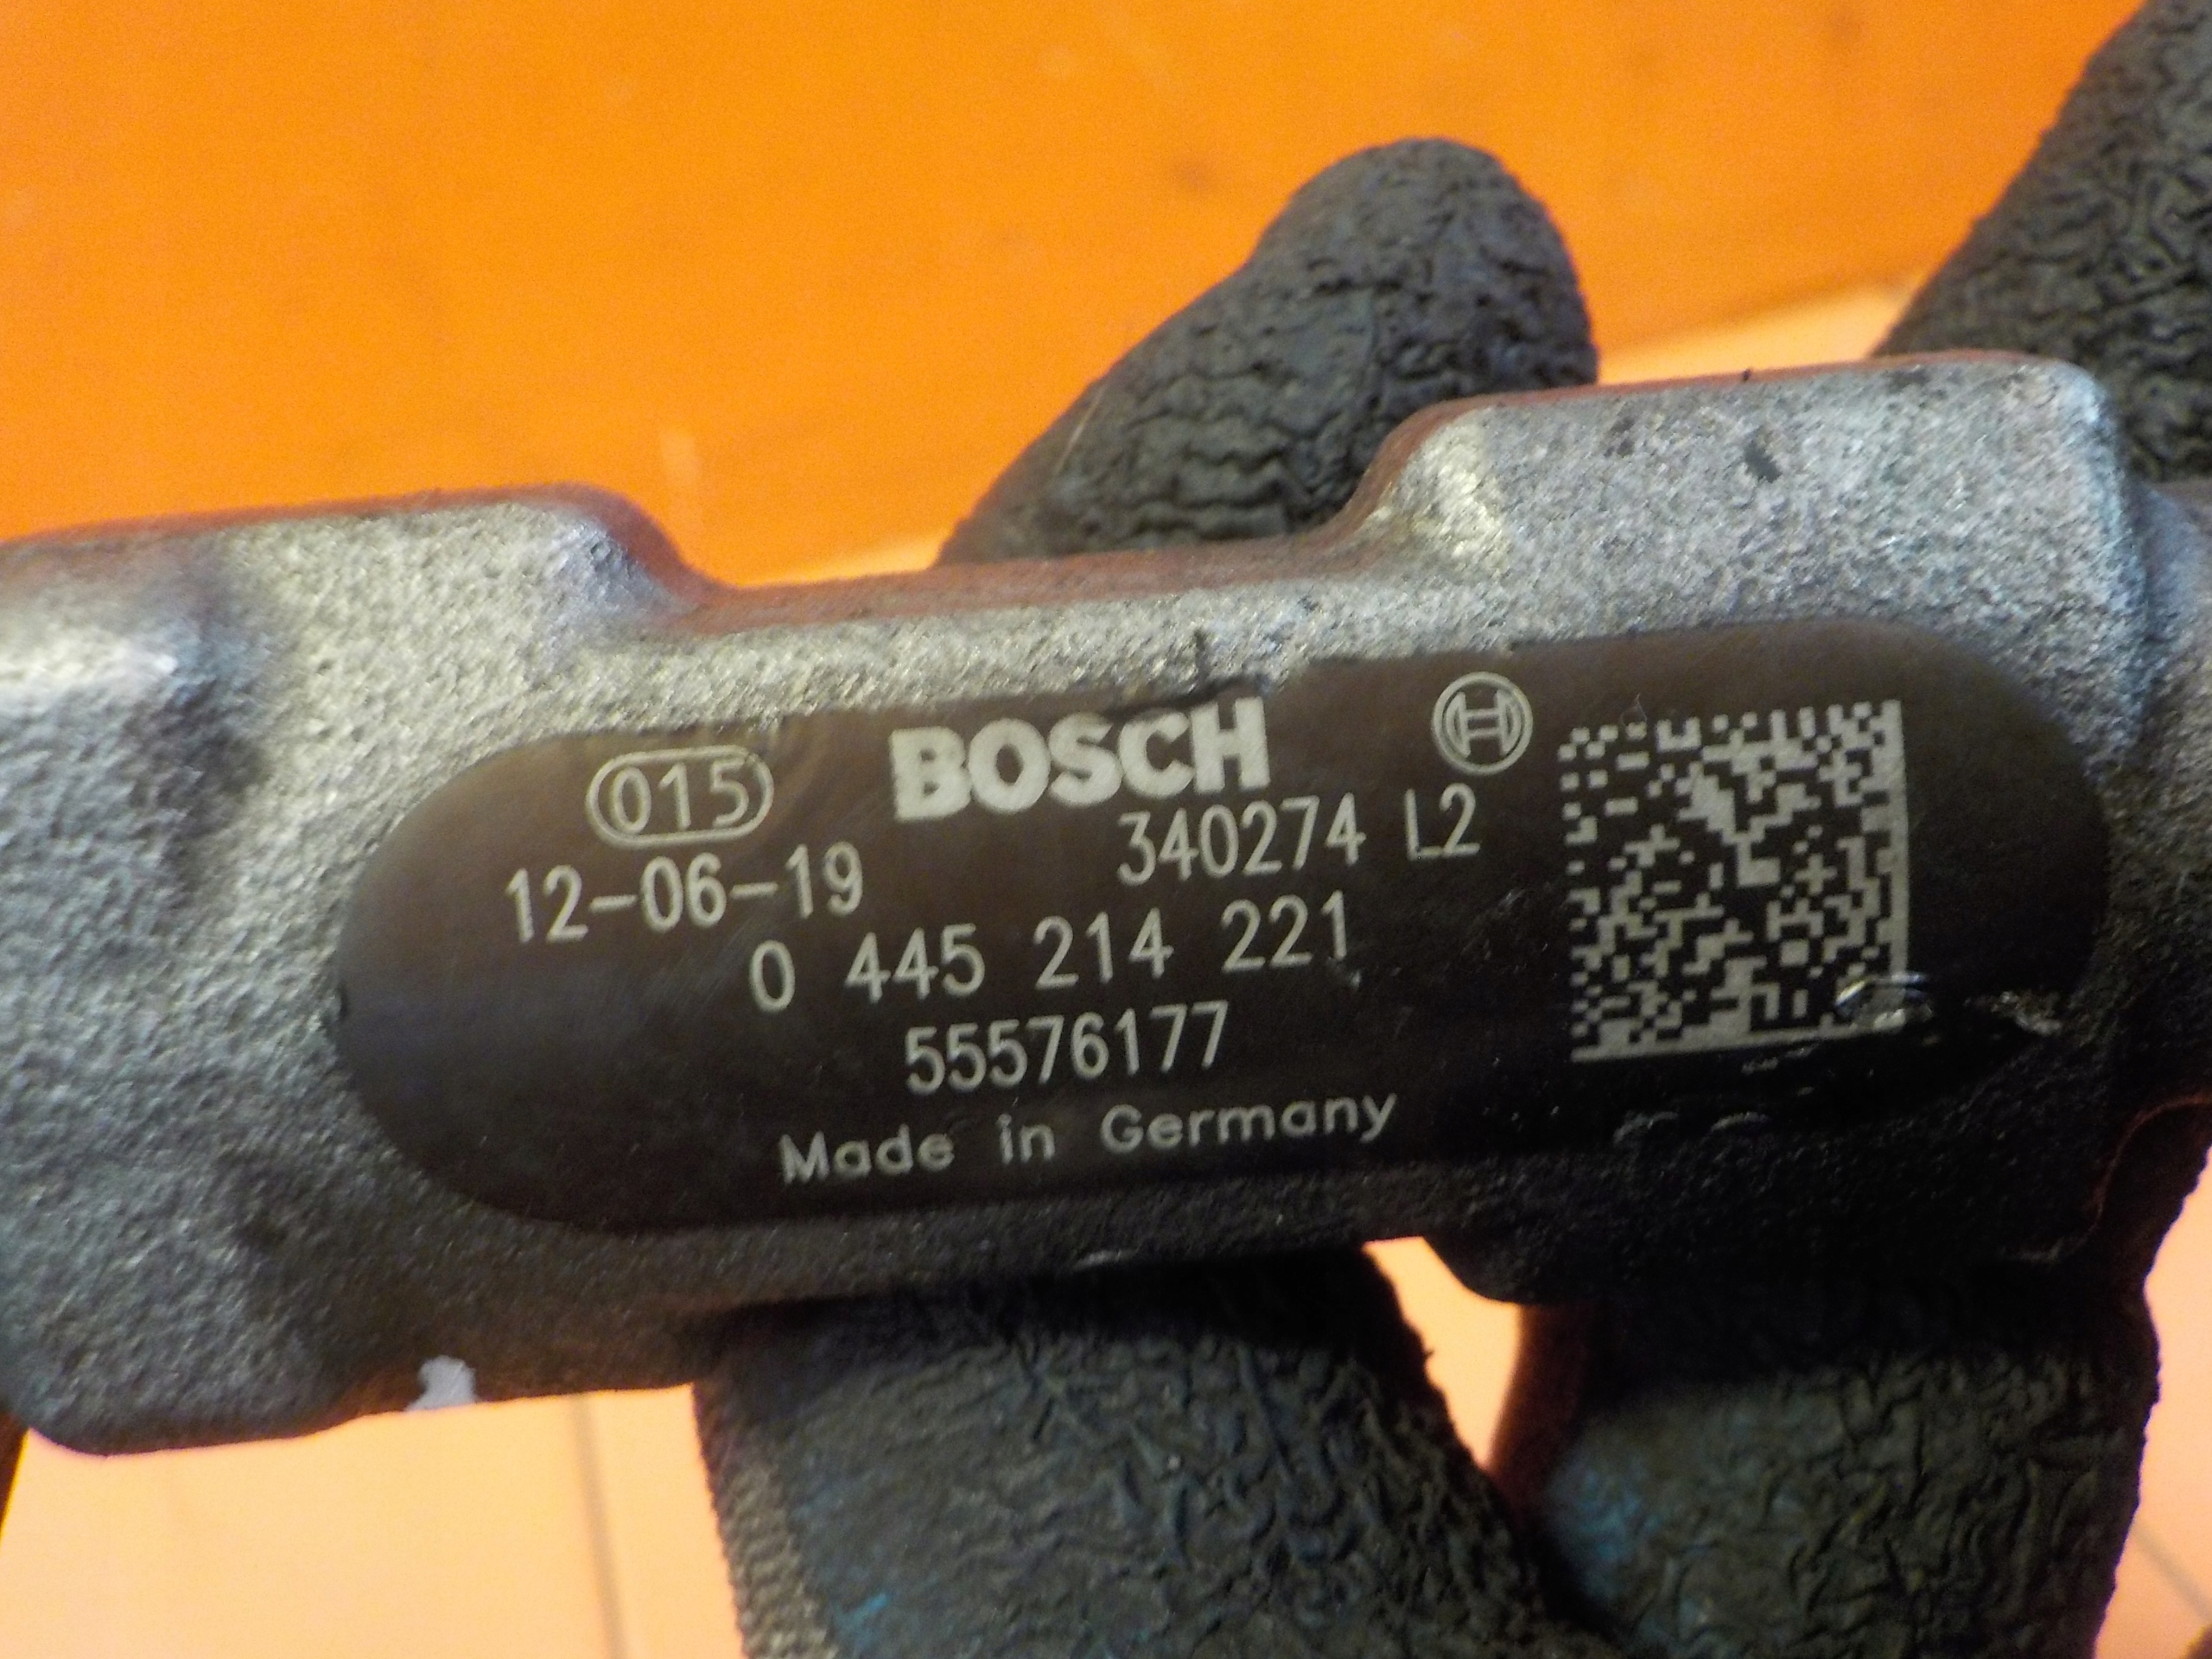 015 BOSCH
12-06-19 340274 L2
0 445 214 221
55576177
Made in Germany